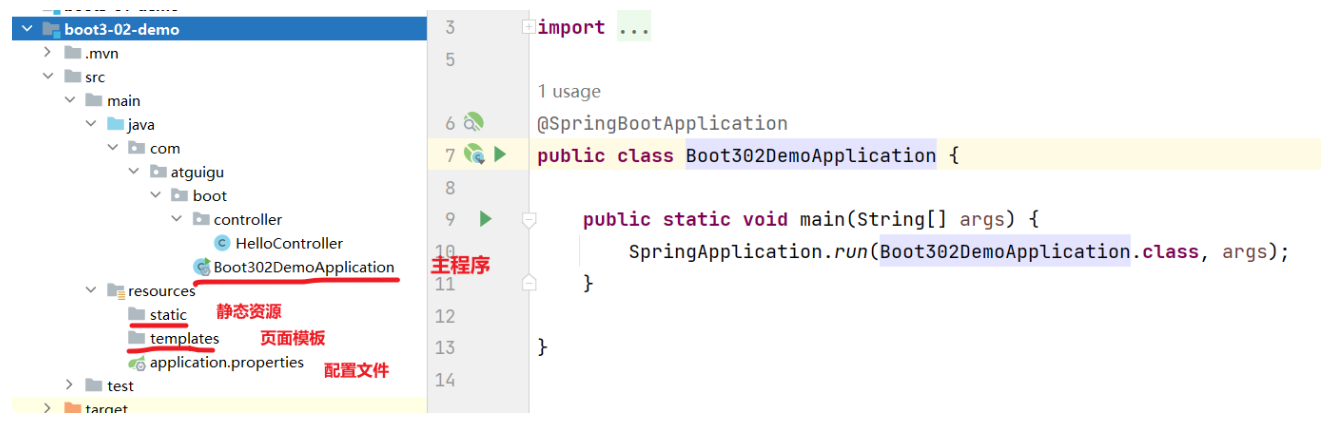 boot3-02-demo
.mvn
src
main
java
com
atguigu
boot
controller
HelloController
Boot302DemoApplication
主程序
resources
static
静态资源
templates
页面模板
application.properties
配置文件
test
target
3 import ...
5
1 usage
6 @SpringBootApplication
7 public class Boot302DemoApplication {
8
9 public static void main(String[] args) {
10 SpringApplication.run(Boot302DemoApplication.class, args);
11 }
12
13 }
14